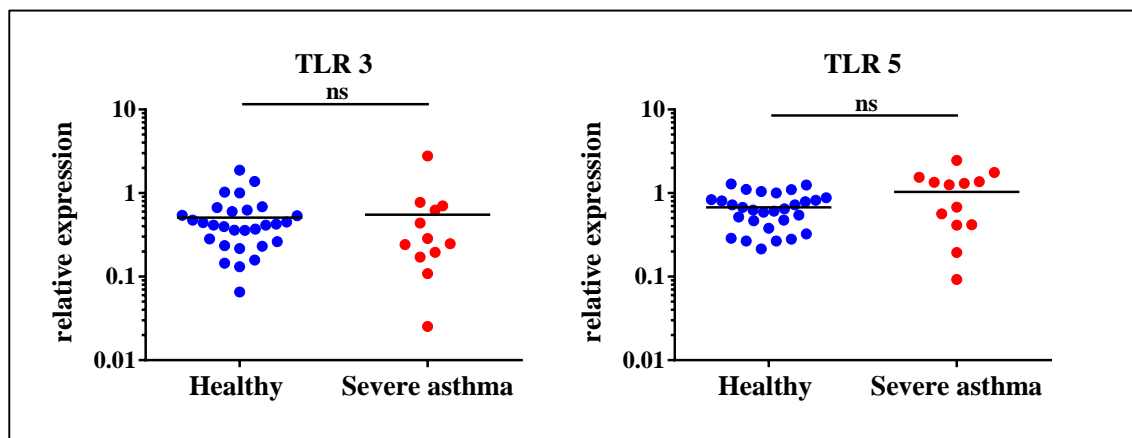 TLR 3
ns
relative expression
10
1
0.1
0.01
Healthy
Severe asthma
TLR 5
ns
relative expression
10
1
0.1
0.01
Healthy
Severe asthma